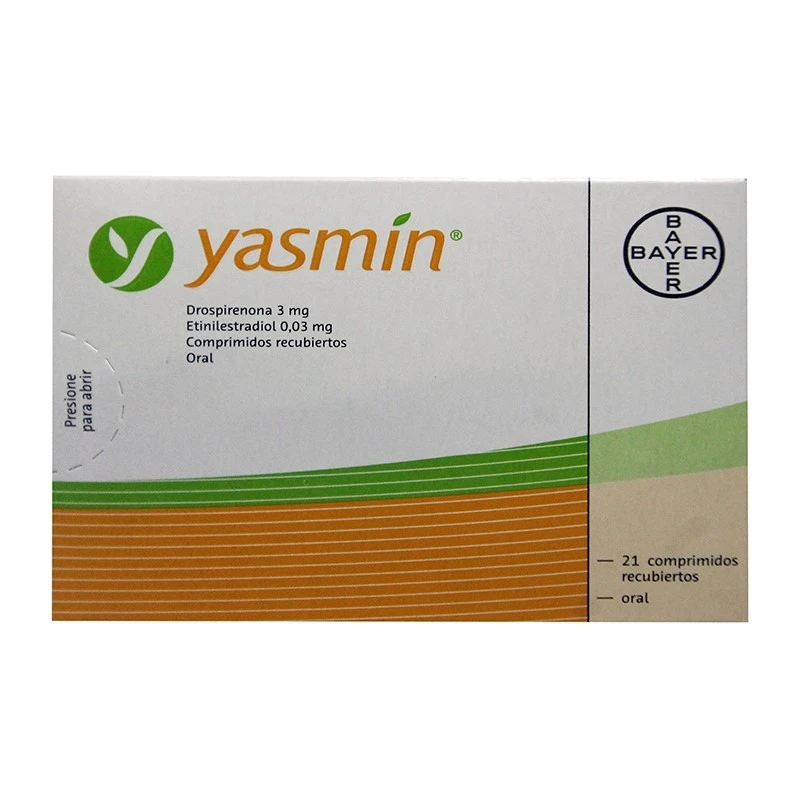 yasmin®
Drospirenona 3 mg
Etinilestradiol 0,03 mg
Comprimidos recubiertos
Oral
Presione
para abrir
BAYER
BAYER
— 21 comprimidos
recubiertos
— oral